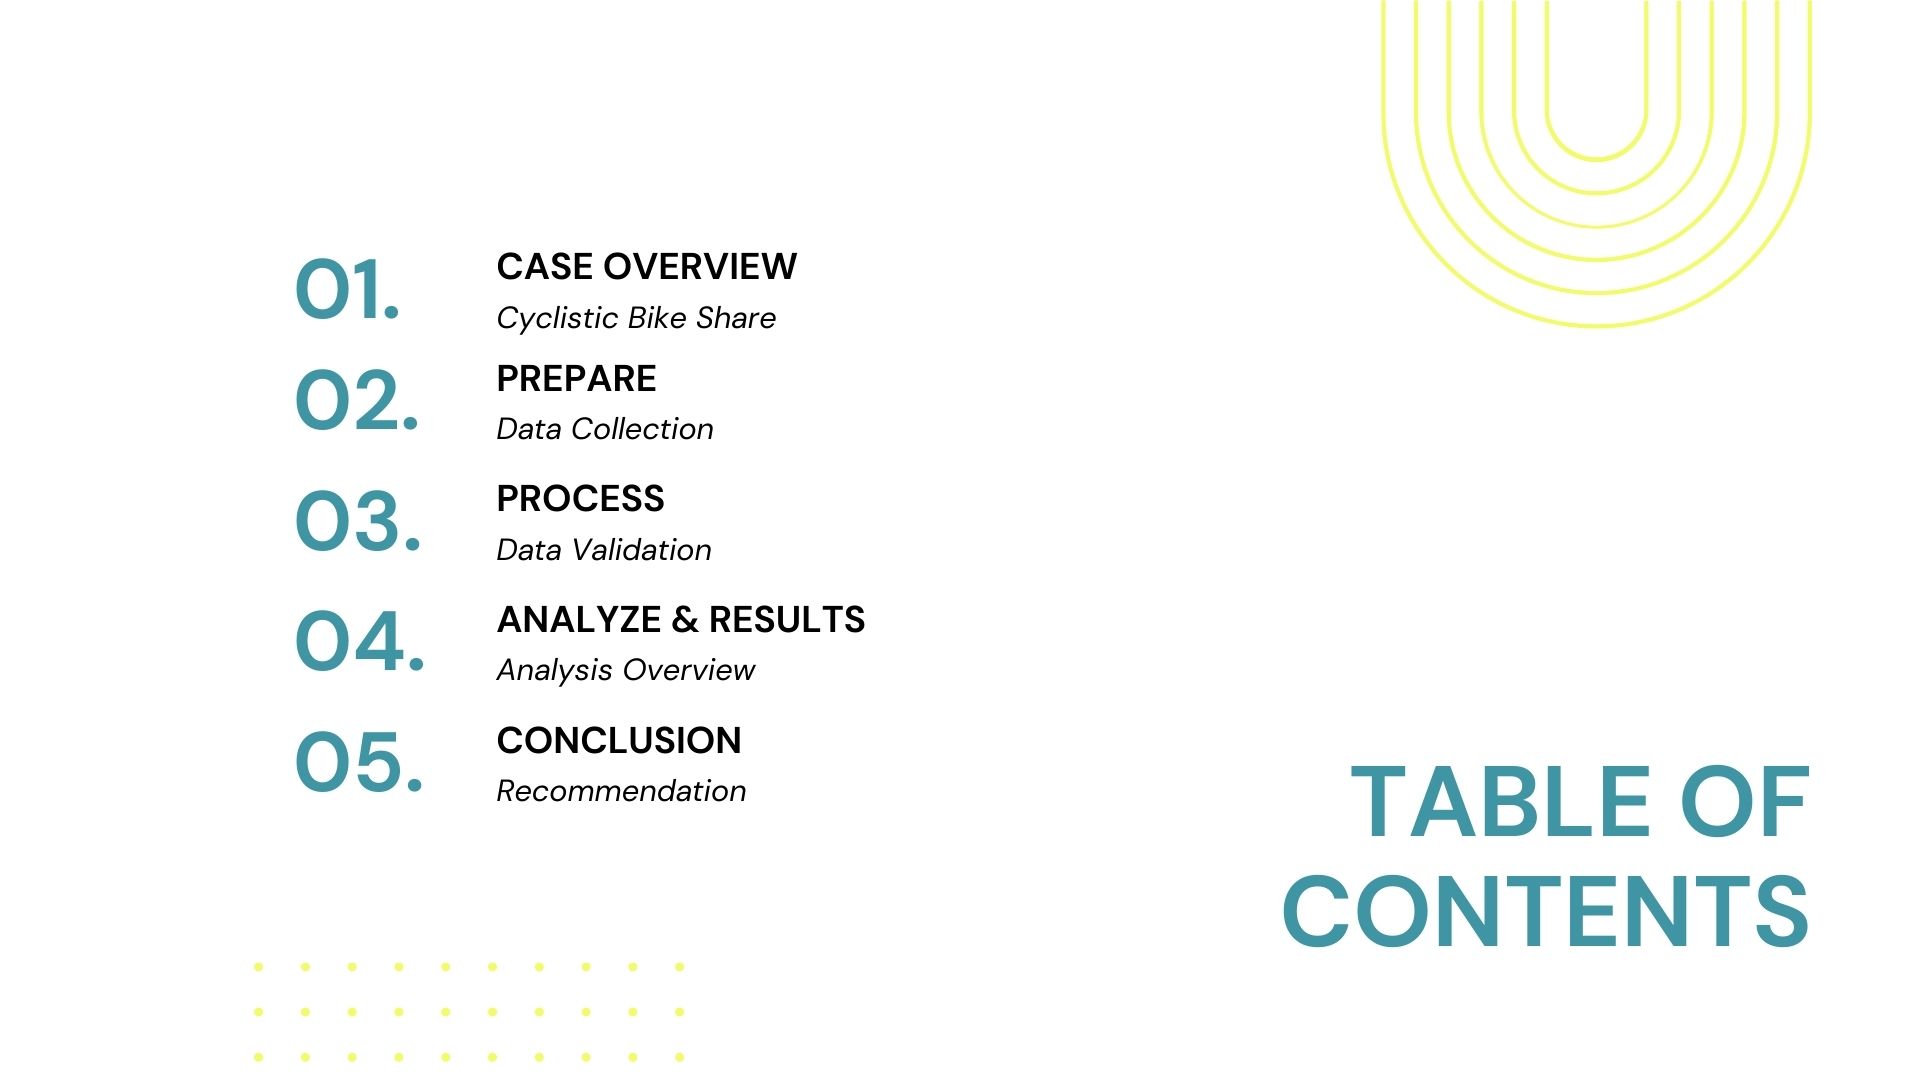 01.
CASE OVERVIEW
Cyclistic Bike Share
02.
PREPARE
Data Collection
03.
PROCESS
Data Validation
04.
ANALYZE & RESULTS
Analysis Overview
05.
CONCLUSION
Recommendation
TABLE OF
CONTENTS